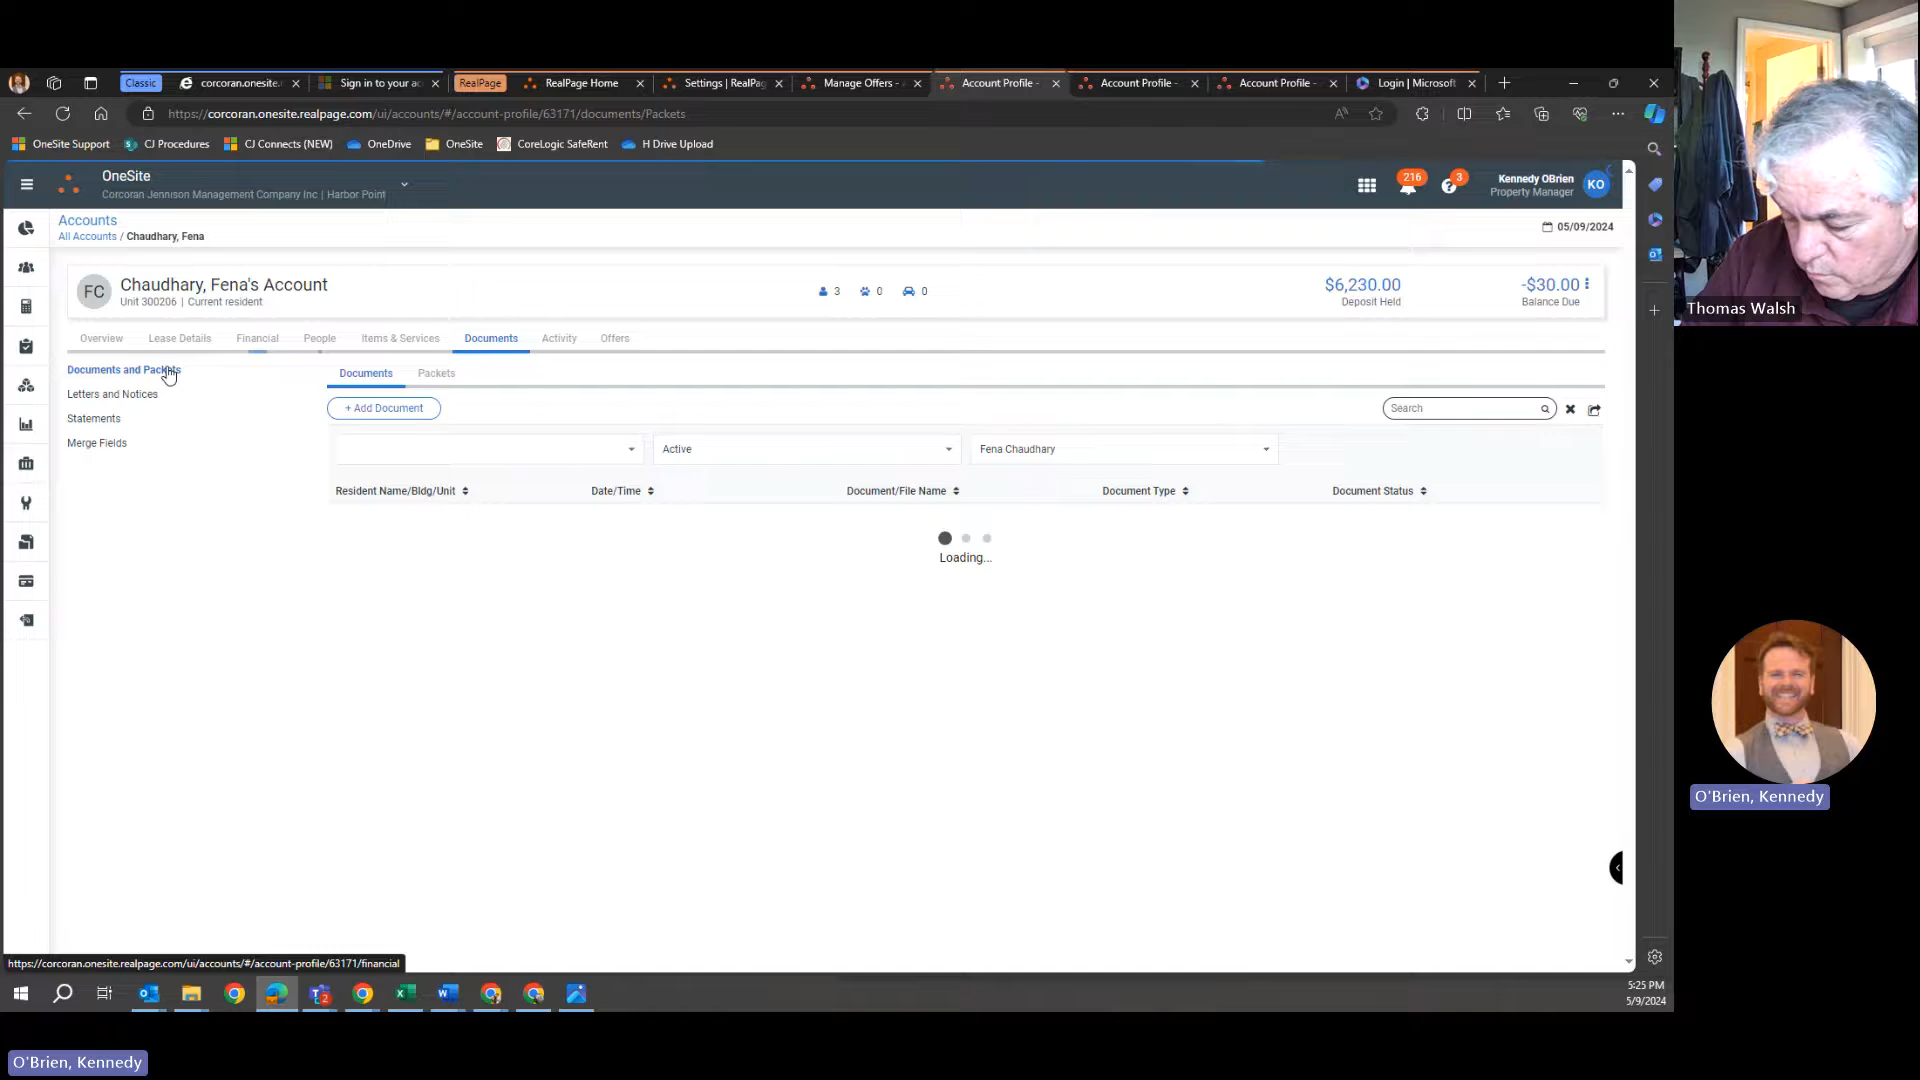 Classic
corcoran.onesite.
Sign in to your ac
RealPage
RealPage Home
Settings | RealPag
Manage Offers -
Account Profile -
Account Profile -
Account Profile -
Login | Microsoft
https://corcoran.onesite.realpage.com/ui/accounts/#/account-profile/63171/documents/Packets
OneSite Support
CJ Procedures
CJ Connects (NEW)
OneDrive
OneSite
CoreLogic SafeRent
H Drive Upload
OneSite
Corcoran Jennison Management Company Inc | Harbor Point
216
3
Kennedy OBrien
Property Manager
KO
Accounts
All Accounts / Chaudhary, Fena
05/09/2024
FC
Chaudhary, Fena's Account
Unit 300206 | Current resident
3
0
0
$6,230.00
Deposit Held
-$30.00
Balance Due
Overview
Lease Details
Financial
People
Items & Services
Documents
Activity
Offers
Documents and Packets
Letters and Notices
Statements
Merge Fields
Documents
Packets
+ Add Document
Search
Active
Fena Chaudhary
Resident Name/Bldg/Unit
Date/Time
Document/File Name
Document Type
Document Status
Loading...
https://corcoran.onesite.realpage.com/ui/accounts/#/account-profile/63171/financial
5:25 PM
5/9/2024
Thomas Walsh
O'Brien, Kennedy
O'Brien, Kennedy